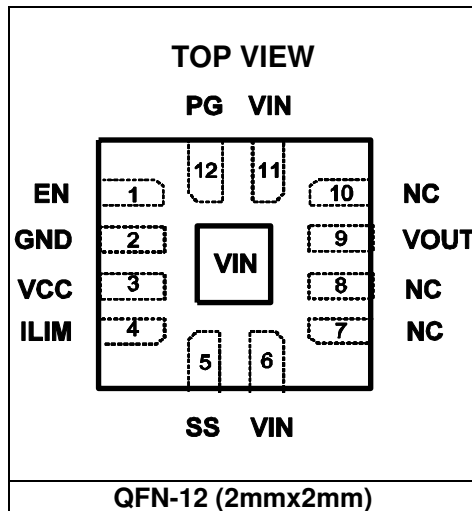 TOP VIEW
PG VIN
12 11
EN 1 10 NC
GND 2 9 VOUT
VIN
VCC 3 8 NC
ILIM 4 7 NC
5 6
SS VIN
QFN-12 (2mmx2mm)